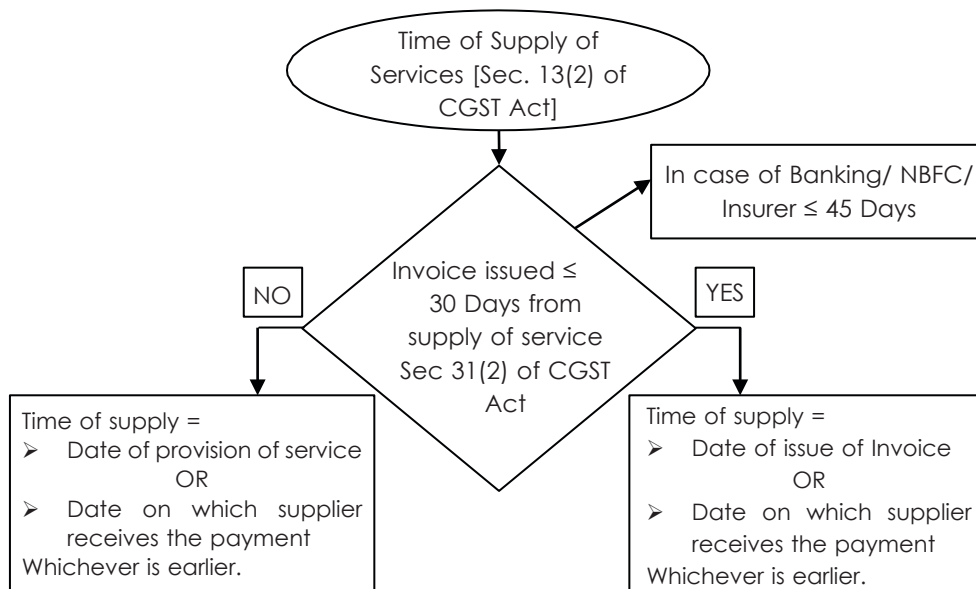 Time of Supply of
Services [Sec. 13(2) of
CGST Act]
In case of Banking/ NBFC/
Insurer ≤ 45 Days
Invoice issued ≤
30 Days from
supply of service
Sec 31(2) of CGST
Act
NO
YES
Time of supply =
➢ Date of provision of service
OR
➢ Date on which supplier
receives the payment
Whichever is earlier.
Time of supply =
➢ Date of issue of Invoice
OR
➢ Date on which supplier
receives the payment
Whichever is earlier.